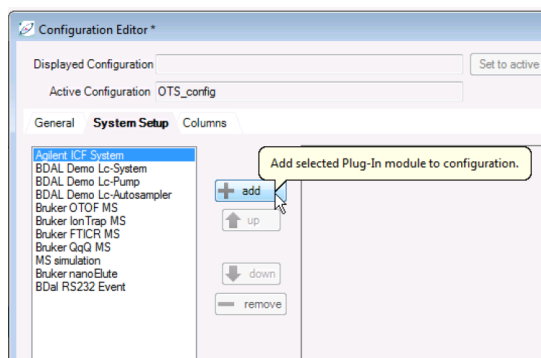 Configuration Editor *
Displayed Configuration
Set to active
Active Configuration OTS_config
General System Setup Columns
Agilent ICF System
BDAL Demo Lc-System
BDAL Demo Lc-Pump
BDAL Demo Lc-Autosampler
Bruker OTOF MS
Bruker IonTrap MS
Bruker FTICR MS
Bruker QqQ MS
MS simulation
Bruker nanoElute
BDal RS232 Event
Add selected Plug-In module to configuration.
add
up
down
remove